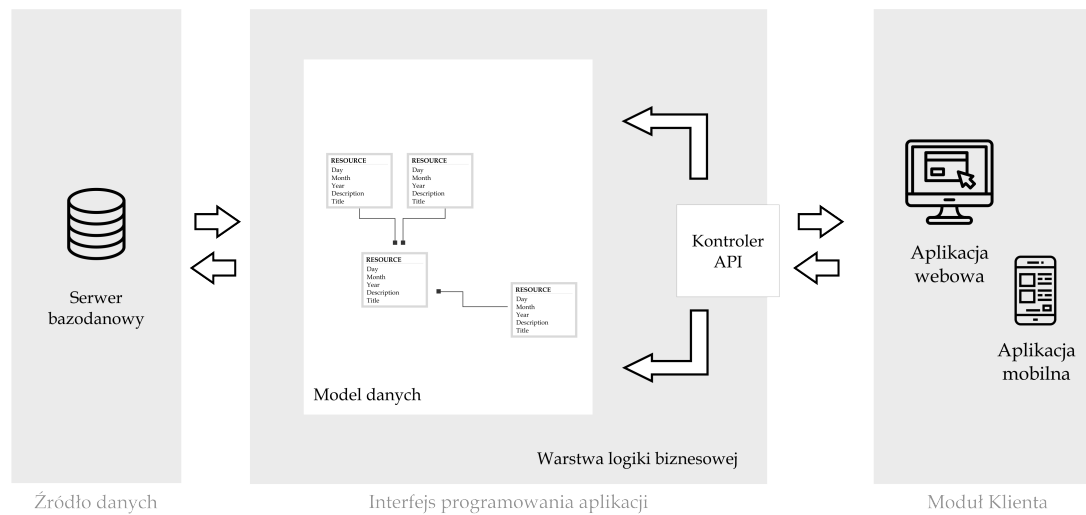 Serwer
bazodanowy
RESOURCE
Day
Month
Year
Description
Title
RESOURCE
Day
Month
Year
Description
Title
RESOURCE
Day
Month
Year
Description
Title
RESOURCE
Day
Month
Year
Description
Title
Model danych
Kontroler
API
Warstwa logiki biznesowej
Aplikacja
webowa
Aplikacja
mobilna
Źródło danych
Interfejs programowania aplikacji
Moduł Klienta